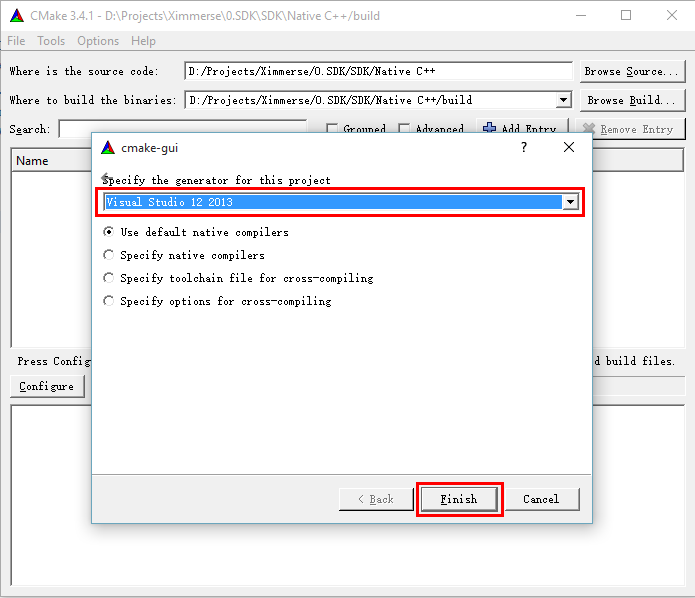 CMake 3.4.1 - D:\Projects\Ximmerse\0.SDK\SDK\Native C++/build
File Tools Options Help
Where is the source code: D:/Projects/Ximmerse/0.SDK/SDK/Native C++ Browse Source...
Where to build the binaries: D:/Projects/Ximmerse/0.SDK/SDK/Native C++/build Browse Build...
Search: Grouped Advanced Add Entry Remove Entry
Name
cmake-gui ?
Specify the generator for this project
Visual Studio 12 2013
Use default native compilers
Specify native compilers
Specify toolchain file for cross-compiling
Specify options for cross-compiling
Press Config d build files.
Configure
< Back Finish Cancel